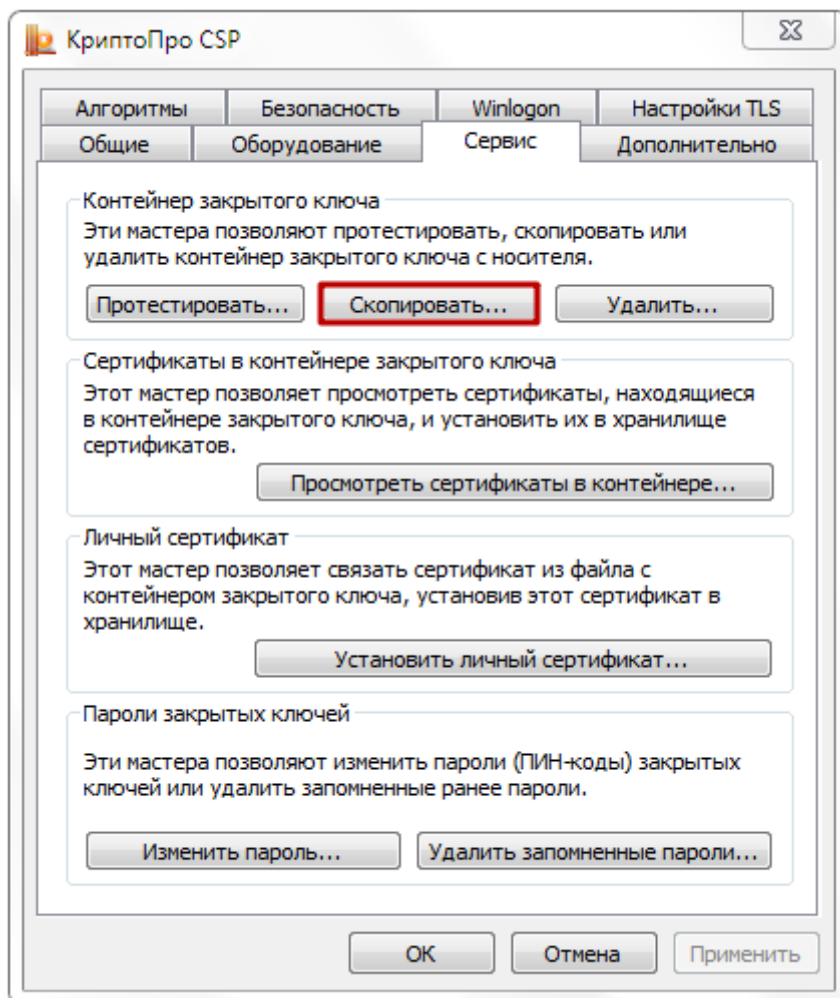 КриптоПро CSP
Алгоритмы Безопасность Winlogon Настройки TLS
Общие Оборудование Сервис Дополнительно
Контейнер закрытого ключа
Эти мастера позволяют протестировать, скопировать или
удалить контейнер закрытого ключа с носителя.
Протестировать... Скопировать... Удалить...
Сертификаты в контейнере закрытого ключа
Этот мастер позволяет просмотреть сертификаты, находящиеся
в контейнере закрытого ключа, и установить их в хранилище
сертификатов.
Просмотреть сертификаты в контейнере...
Личный сертификат
Этот мастер позволяет связать сертификат из файла с
контейнером закрытого ключа, установив этот сертификат в
хранилище.
Установить личный сертификат...
Пароли закрытых ключей
Эти мастера позволяют изменить пароли (ПИН-коды) закрытых
ключей или удалить запомненные ранее пароли.
Изменить пароль... Удалить запомненные пароли...
ОК Отмена Применить